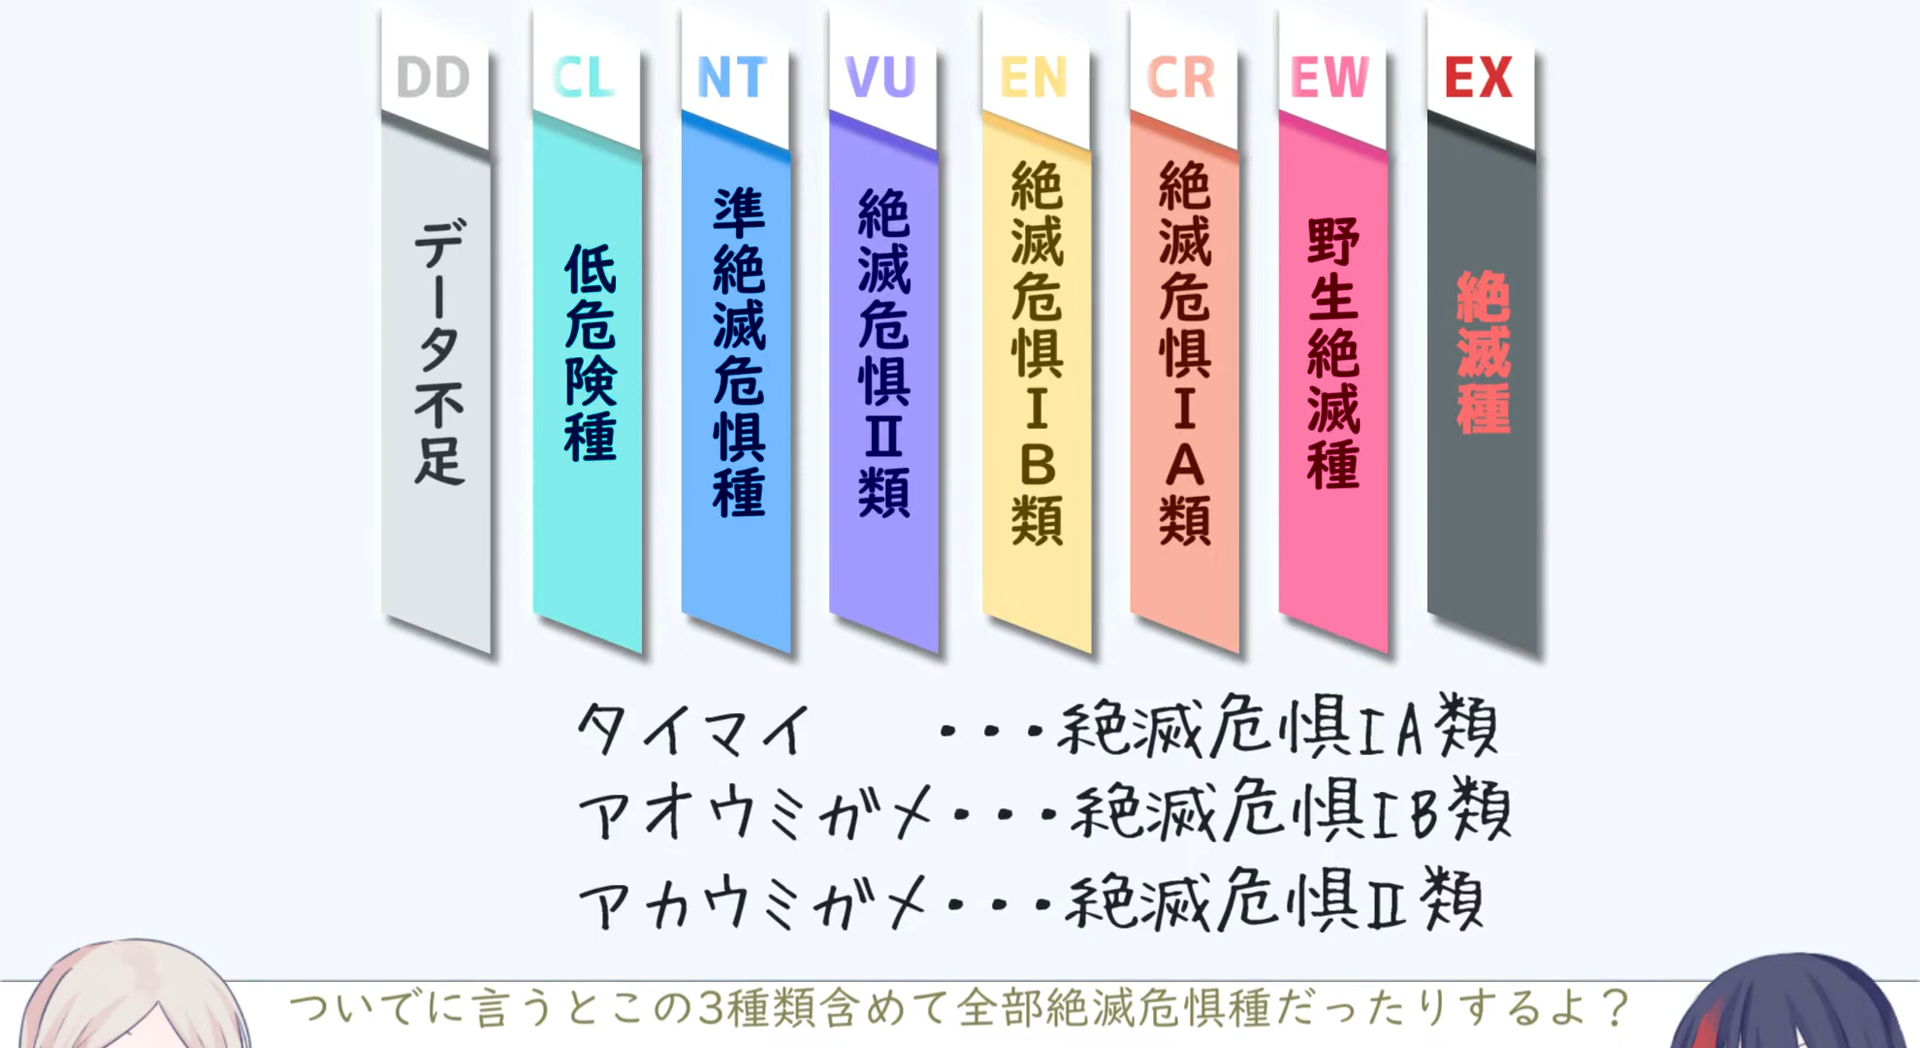 DD CL NT VU EN CR EW EX
データ不足
低危険種
準絶滅危惧種
絶滅危惧Ⅱ類
絶滅危惧ⅠB類
絶滅危惧ⅠA類
野生絶滅種
絶滅種
タイマイ ・・・絶滅危惧ⅠA類
アオウミガメ・・・絶滅危惧ⅠB類
アカウミガメ・・・絶滅危惧Ⅱ類
ついでに言うとこの3種類含めて全部絶滅危惧種だったりするよ？